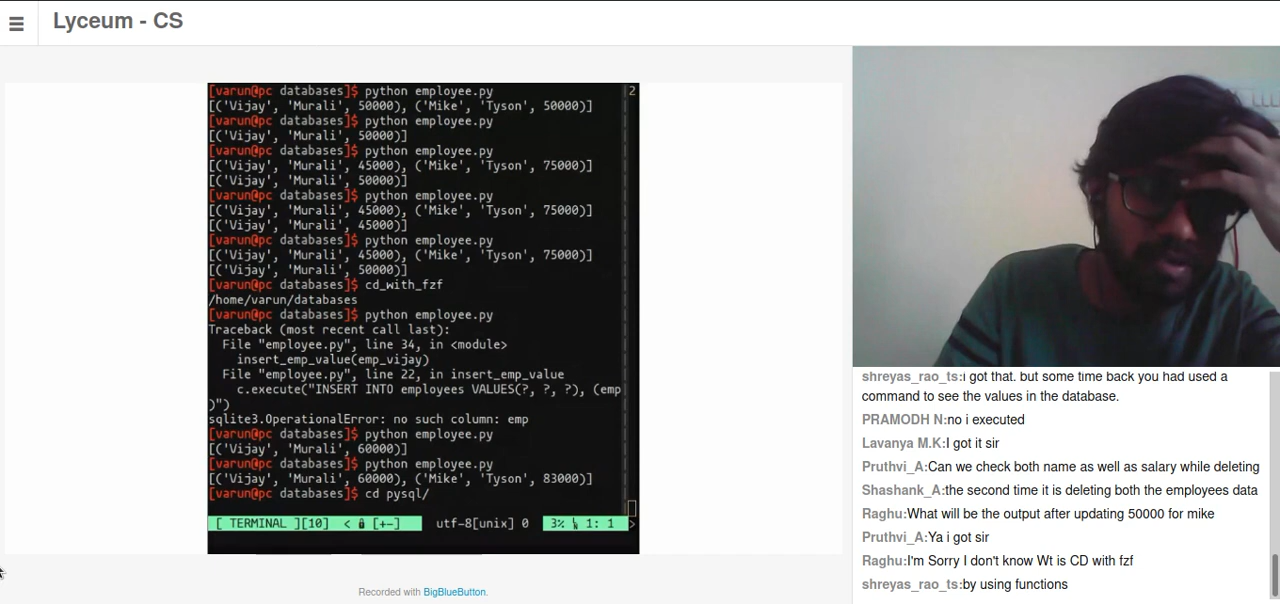 Lyceum - CS
[varun@pc databases]$ python employee.py
2
[('Vijay', 'Murali', 50000), ('Mike', 'Tyson', 50000)]
[varun@pc databases]$ python employee.py
[('Vijay', 'Murali', 50000)]
[varun@pc databases]$ python employee.py
[('Vijay', 'Murali', 45000), ('Mike', 'Tyson', 75000)]
[('Vijay', 'Murali', 50000)]
[varun@pc databases]$ python employee.py
[('Vijay', 'Murali', 45000), ('Mike', 'Tyson', 75000)]
[('Vijay', 'Murali', 45000)]
[varun@pc databases]$ python employee.py
[('Vijay', 'Murali', 45000), ('Mike', 'Tyson', 75000)]
[('Vijay', 'Murali', 50000)]
[varun@pc databases]$ cd_with_fzf
/home/varun/databases
[varun@pc databases]$ python employee.py
Traceback (most recent call last):
File "employee.py", line 34, in <module>
insert_emp_value(emp_vijay)
File "employee.py", line 22, in insert_emp_value
c.execute("INSERT INTO employees VALUES(?, ?, ?), (emp
)")
sqlite3.OperationalError: no such column: emp
[varun@pc databases]$ python employee.py
[('Vijay', 'Murali', 60000)]
[varun@pc databases]$ python employee.py
[('Vijay', 'Murali', 60000), ('Mike', 'Tyson', 83000)]
[varun@pc databases]$ cd pysql/
[ TERMINAL ][10] < [+-] utf-8[unix] 0 3% 1: 1 >
Recorded with BigBlueButton.
shreyas_rao_ts:i got that. but some time back you had used a
command to see the values in the database.
PRAMODH N:no i executed
Lavanya M.K:I got it sir
Pruthvi_A:Can we check both name as well as salary while deleting
Shashank_A:the second time it is deleting both the employees data
Raghu:What will be the output after updating 50000 for mike
Pruthvi_A:Ya i got sir
Raghu:I'm Sorry I don't know Wt is CD with fzf
shreyas_rao_ts:by using functions